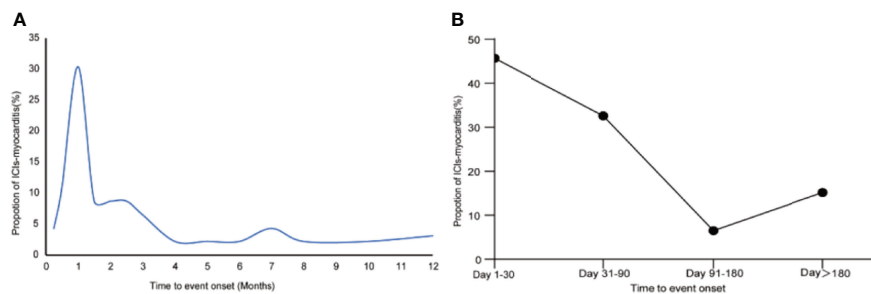 A
35
30
25
20
15
10
5
0
Propotion of ICIs-myocarditis(%)
0 1 2 3 4 5 6 7 8 9 10 11 12
Time to event onset (Months)
B
50
40
30
20
10
0
Propotion of ICIs-myocarditis(%)
Day 1-30 Day 31-90 Day 91-180 Day＞180
Time to event onset